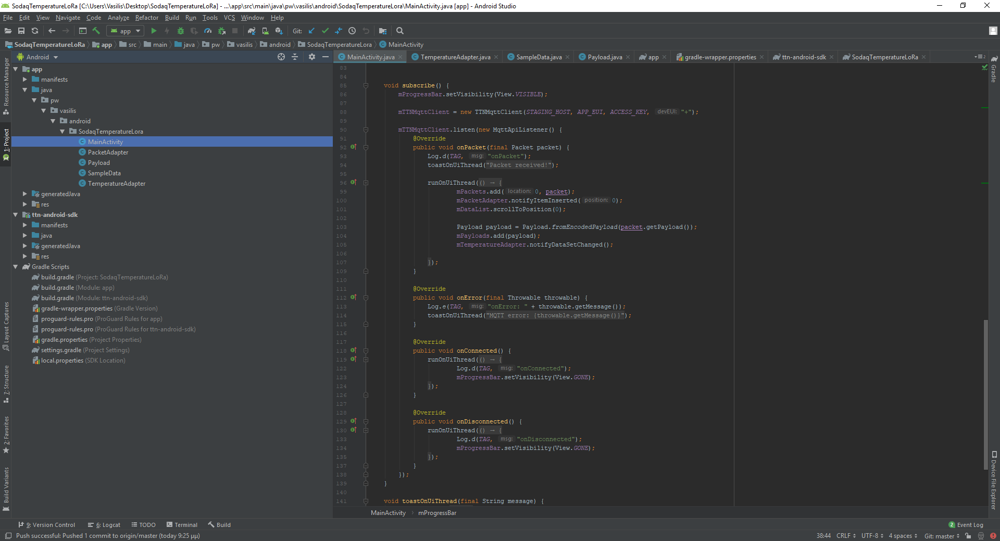 SodaqTemperatureLoRa [C:\Users\Vasilis\Desktop\SodaqTemperatureLoRa] - ...\app\src\main\java\pw\vasilis\android\SodaqTemperatureLora\MainActivity.java [app] - Android Studio
File Edit View Navigate Code Analyze Refactor Build Run Tools VCS Window Help
app Git:
SodaqTemperatureLoRa app src main java pw vasilis android SodaqTemperatureLora MainActivity
Android
MainActivity.java TemperatureAdapter.java SampleData.java Payload.java app gradle-wrapper.properties ttn-android-sdk SodaqTemperatureLoRa
Resource Manager
1: Project
Layout Captures
7: Structure
2: Favorites
Build Variants
app
manifests
java
pw
vasilis
android
SodaqTemperatureLora
MainActivity
PacketAdapter
Payload
SampleData
TemperatureAdapter
generatedJava
res
ttn-android-sdk
manifests
java
generatedJava
res
Gradle Scripts
build.gradle (Project: SodaqTemperatureLoRa)
build.gradle (Module: app)
build.gradle (Module: ttn-android-sdk)
gradle-wrapper.properties (Gradle Version)
proguard-rules.pro (ProGuard Rules for app)
proguard-rules.pro (ProGuard Rules for ttn-android-sdk)
gradle.properties (Project Properties)
settings.gradle (Project Settings)
local.properties (SDK Location)
83
84
85 void subscribe() {
86 mProgressBar.setVisibility(View.VISIBLE);
87
88 mTTNMqttClient = new TTNMqttClient(STAGING_HOST, APP_EUI, ACCESS_KEY, devEUI: "+");
89
90 mTTNMqttClient.listen(new MqttApiListener() {
91 @Override
92 public void onPacket(final Packet packet) {
93 Log.d(TAG, msg: "onPacket");
94 toastOnUiThread("Packet received!");
95
96 runOnUiThread(() → {
99 mPackets.add( location: 0, packet);
100 mPacketAdapter.notifyItemInserted( position: 0);
101 mDataList.scrollToPosition(0);
102
103 Payload payload = Payload.fromEncodedPayload(packet.getPayload());
104 mPayloads.add(payload);
105 mTemperatureAdapter.notifyDataSetChanged();
106
107 });
109 }
110
111 @Override
112 public void onError(final Throwable throwable) {
113 Log.e(TAG, msg: "onError: " + throwable.getMessage());
114 toastOnUiThread("MQTT error: {throwable.getMessage()}");
115 }
116
117 @Override
118 public void onConnected() {
119 runOnUiThread(() → {
122 Log.d(TAG, msg: "onConnected");
123 mProgressBar.setVisibility(View.GONE);
124 });
126 }
127
128 @Override
129 public void onDisconnected() {
130 runOnUiThread(() → {
133 Log.d(TAG, msg: "onDisconnected");
134 mProgressBar.setVisibility(View.GONE);
135 });
137 }
138 });
139 }
140
141 void toastOnUiThread(final String message) {
MainActivity › mProgressBar
2
Gradle
Device File Explorer
9: Version Control 6: Logcat TODO Terminal Build 2 Event Log
Push successful: Pushed 1 commit to origin/master (today 9:25 μμ) 38:44 CRLF UTF-8 4 spaces Git: master